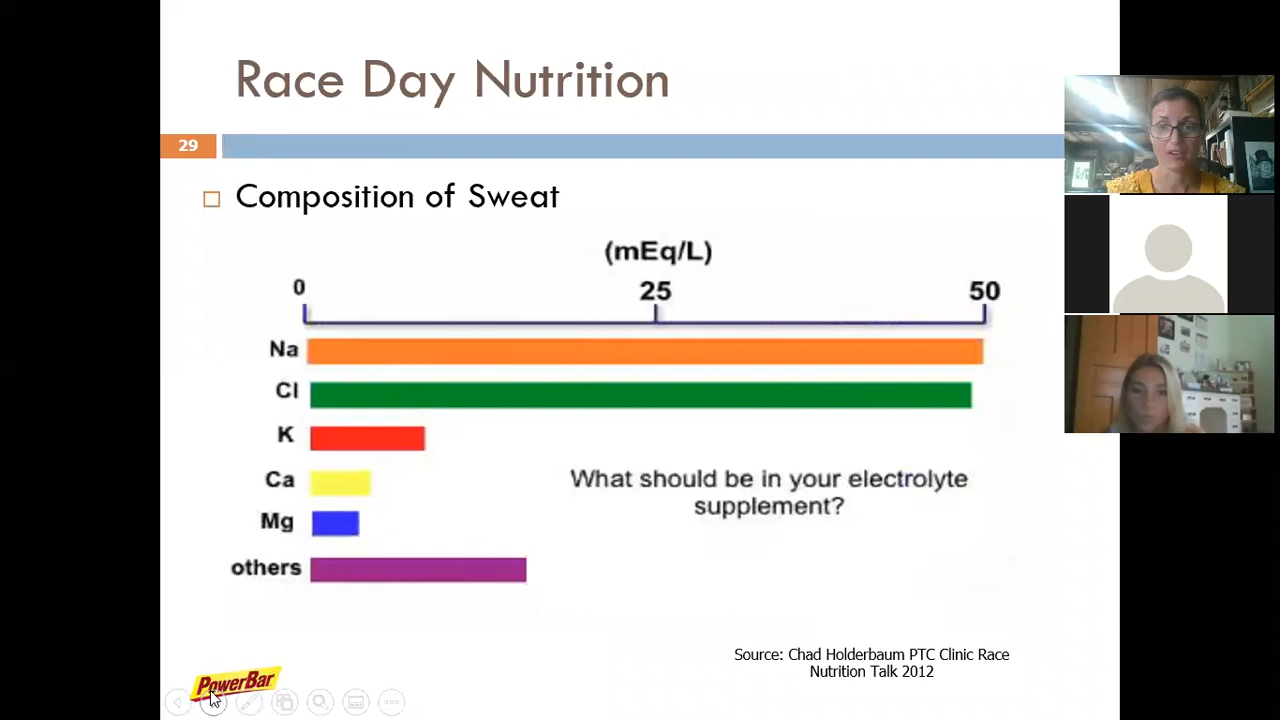 Race Day Nutrition
29
Composition of Sweat
(mEq/L)
0
25
50
Na
Cl
K
Ca
Mg
others
What should be in your electrolyte
supplement?
Source: Chad Holderbaum PTC Clinic Race
Nutrition Talk 2012
PowerBar